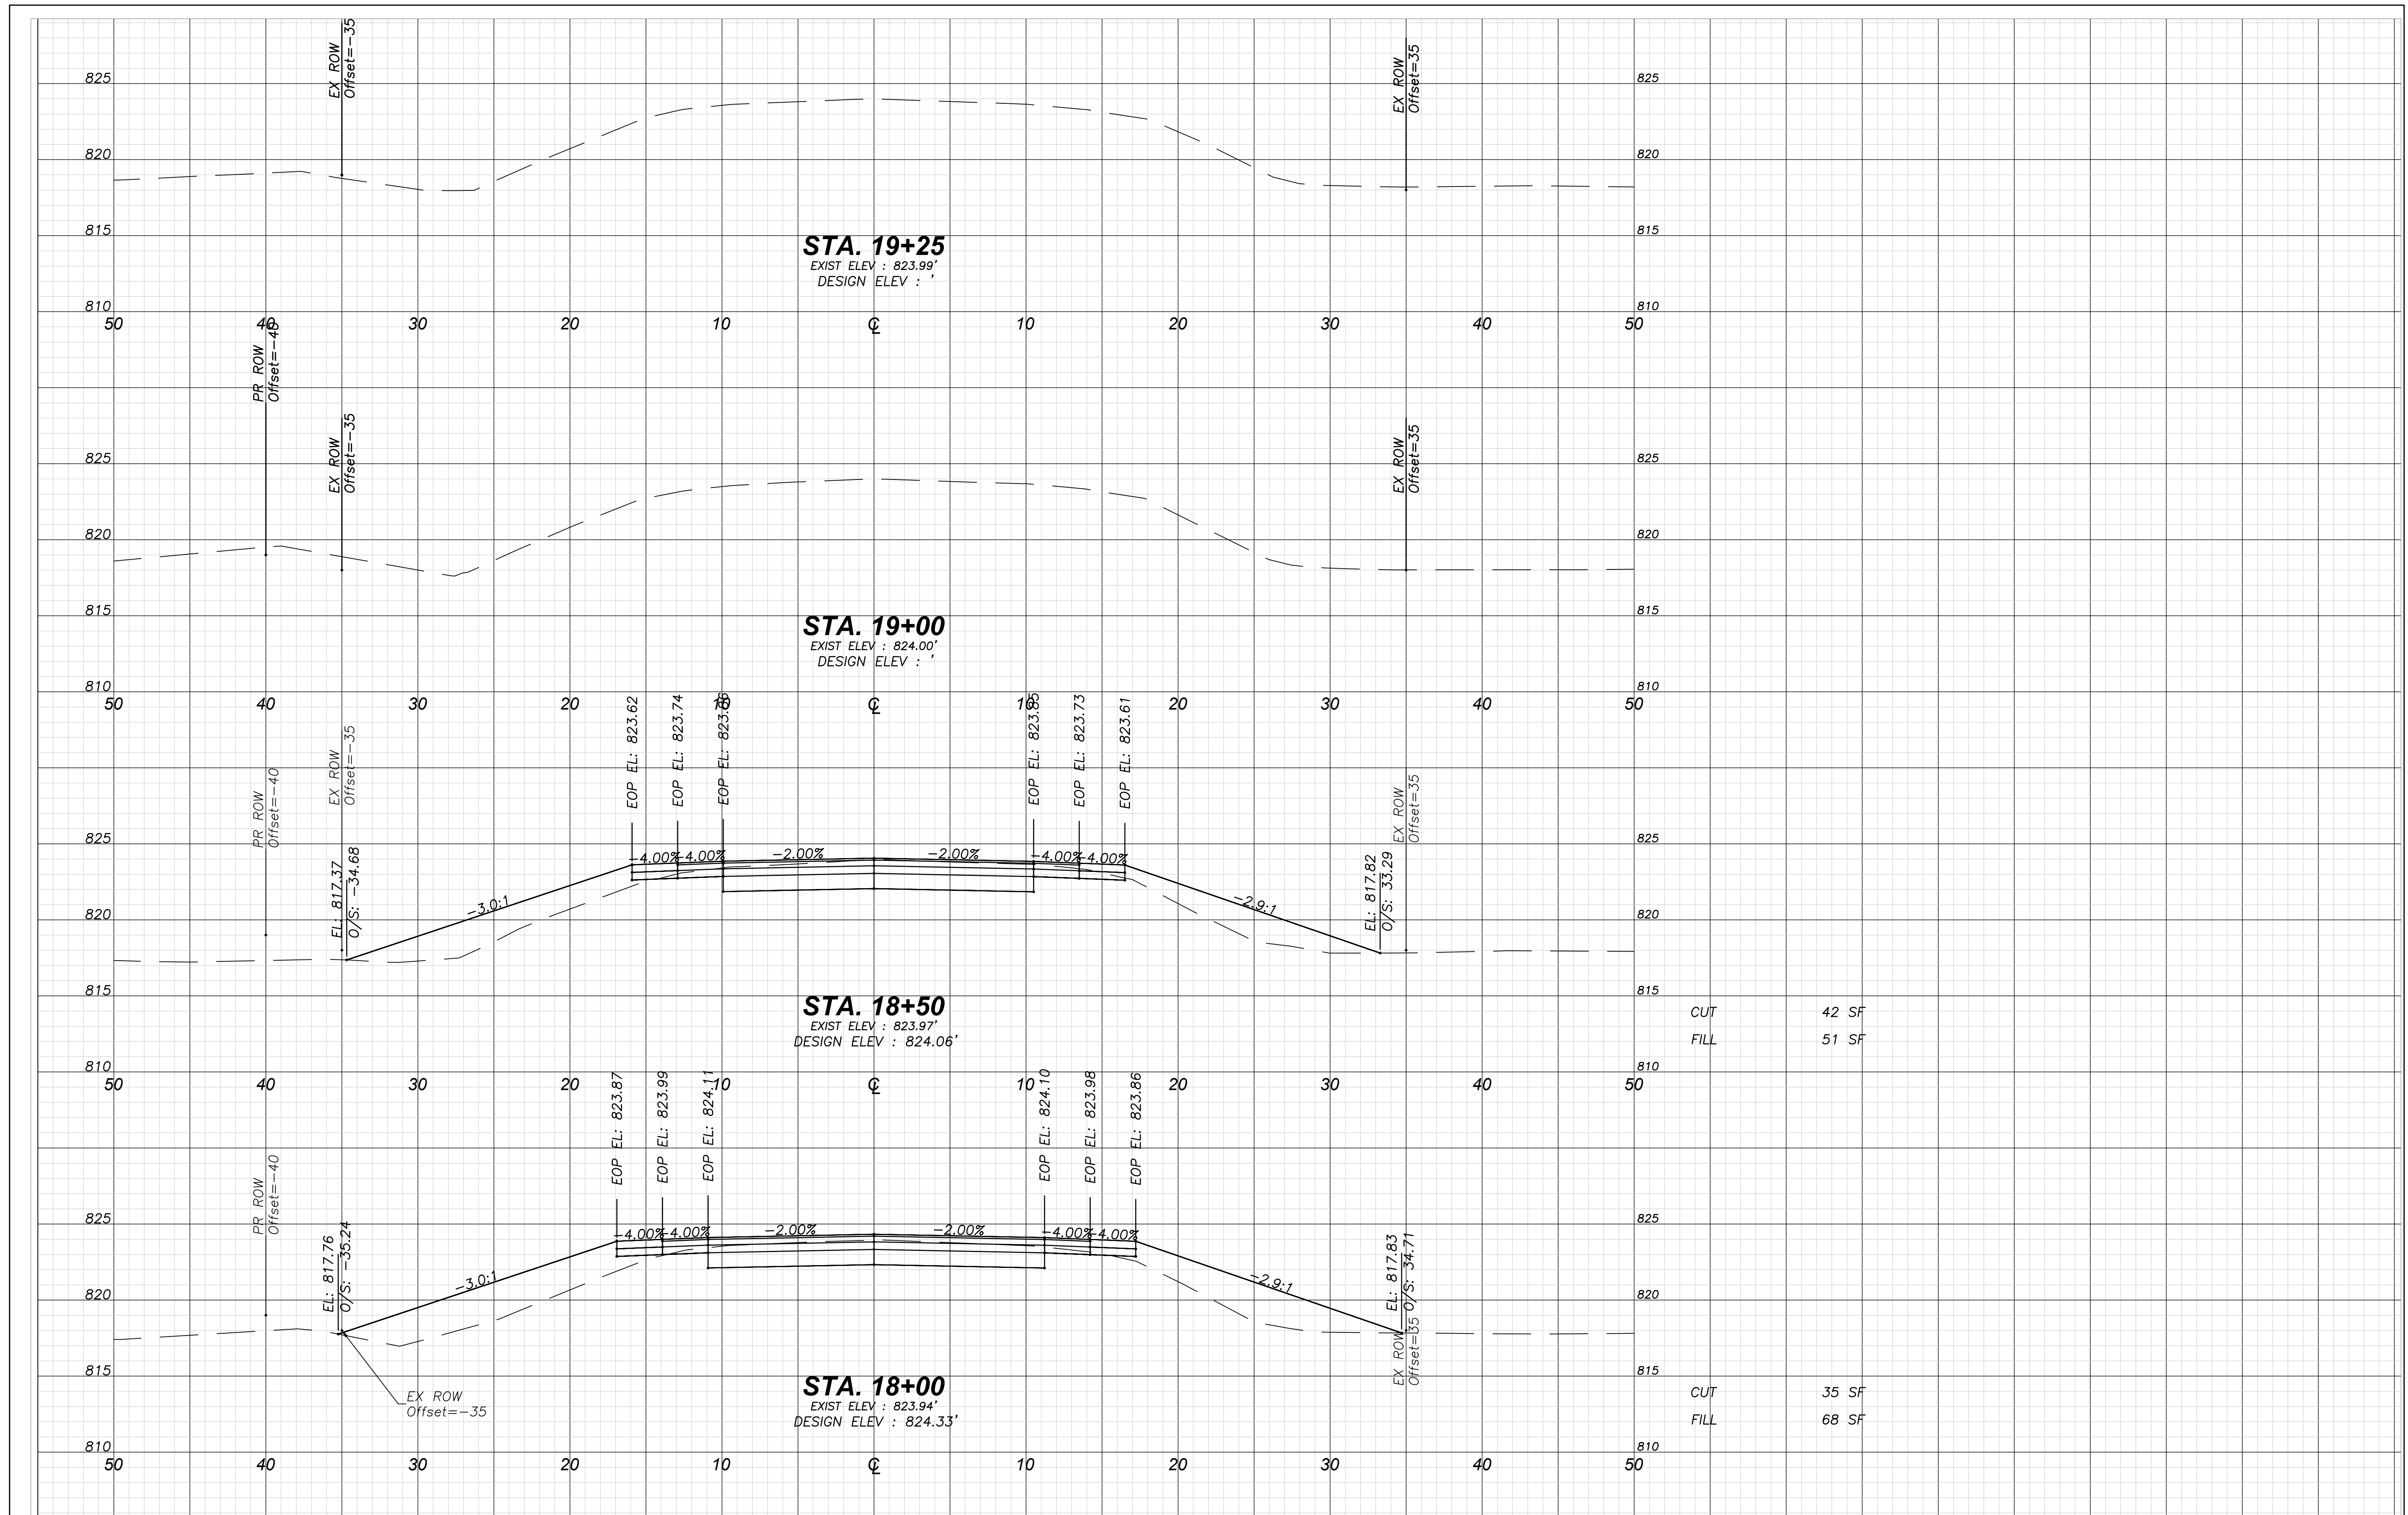 EX ROW
Offset=-35
EX ROW
Offset=35
825 825
820 820
815 815
STA. 19+25
EXIST ELEV : 823.99'
DESIGN ELEV : '
810 810
50 40 30 20 10 CL 10 20 30 40 50
PR ROW
Offset=-40
EX ROW
Offset=-35
EX ROW
Offset=35
825 825
820 820
815 815
STA. 19+00
EXIST ELEV : 824.00'
DESIGN ELEV : '
810 810
50 40 30 20 10 CL 10 20 30 40 50
PR ROW
Offset=-40
EX ROW
Offset=-35
EOP EL: 823.62
EOP EL: 823.74
EOP EL: 823.86
EOP EL: 823.85
EOP EL: 823.73
EOP EL: 823.61
EX ROW
Offset=35
825 825
-4.00% -4.00% -2.00% -2.00% -4.00% -4.00%
EL: 817.37
O/S: -34.68
-3.0:1
-2.9:1
EL: 817.82
O/S: 33.29
820 820
815 815
STA. 18+50
EXIST ELEV : 823.97'
DESIGN ELEV : 824.06'
CUT 42 SF
FILL 51 SF
810 810
50 40 30 20 10 CL 10 20 30 40 50
PR ROW
Offset=-40
EOP EL: 823.87
EOP EL: 823.99
EOP EL: 824.11
EOP EL: 824.10
EOP EL: 823.98
EOP EL: 823.86
825 825
-4.00% -4.00% -2.00% -2.00% -4.00% -4.00%
EL: 817.76
O/S: -35.24
-3.0:1
-2.9:1
EL: 817.83
O/S: 34.71
820 820
EX ROW
Offset=35
815 815
EX ROW
Offset=-35
STA. 18+00
EXIST ELEV : 823.94'
DESIGN ELEV : 824.33'
CUT 35 SF
FILL 68 SF
810 810
50 40 30 20 10 CL 10 20 30 40 50